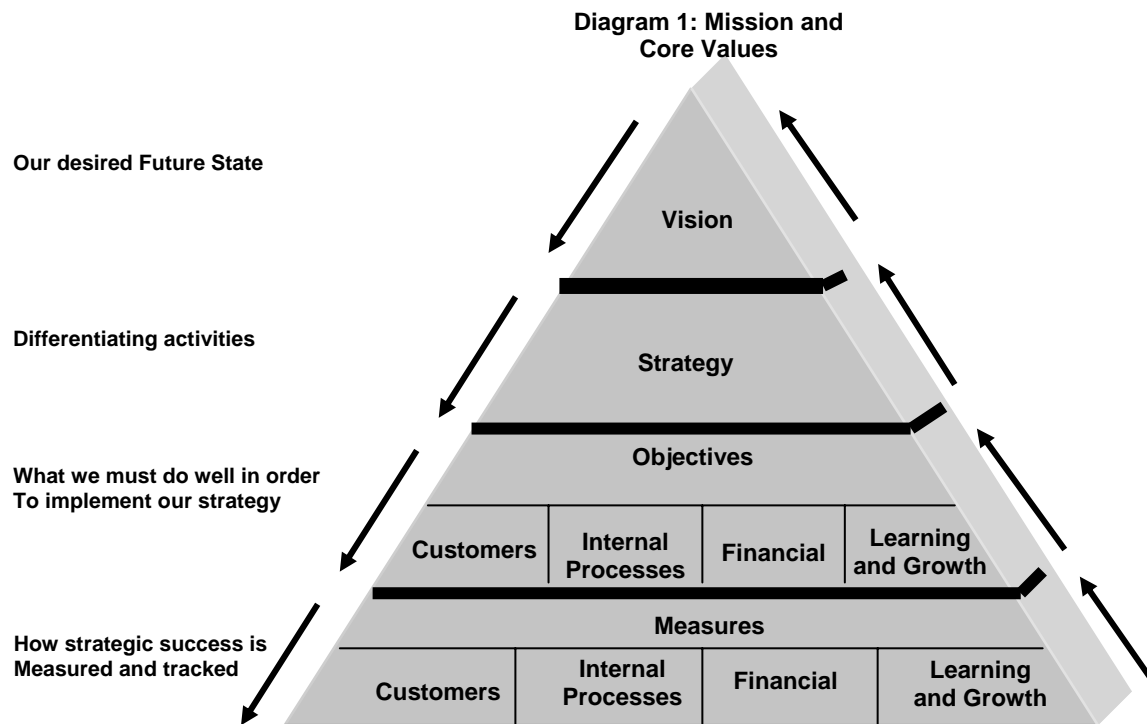 Diagram 1: Mission and
Core Values
Our desired Future State
Vision
Differentiating activities
Strategy
What we must do well in order
To implement our strategy
Objectives
Customers
Internal
Processes
Financial
Learning
and Growth
How strategic success is
Measured and tracked
Measures
Customers
Internal
Processes
Financial
Learning
and Growth